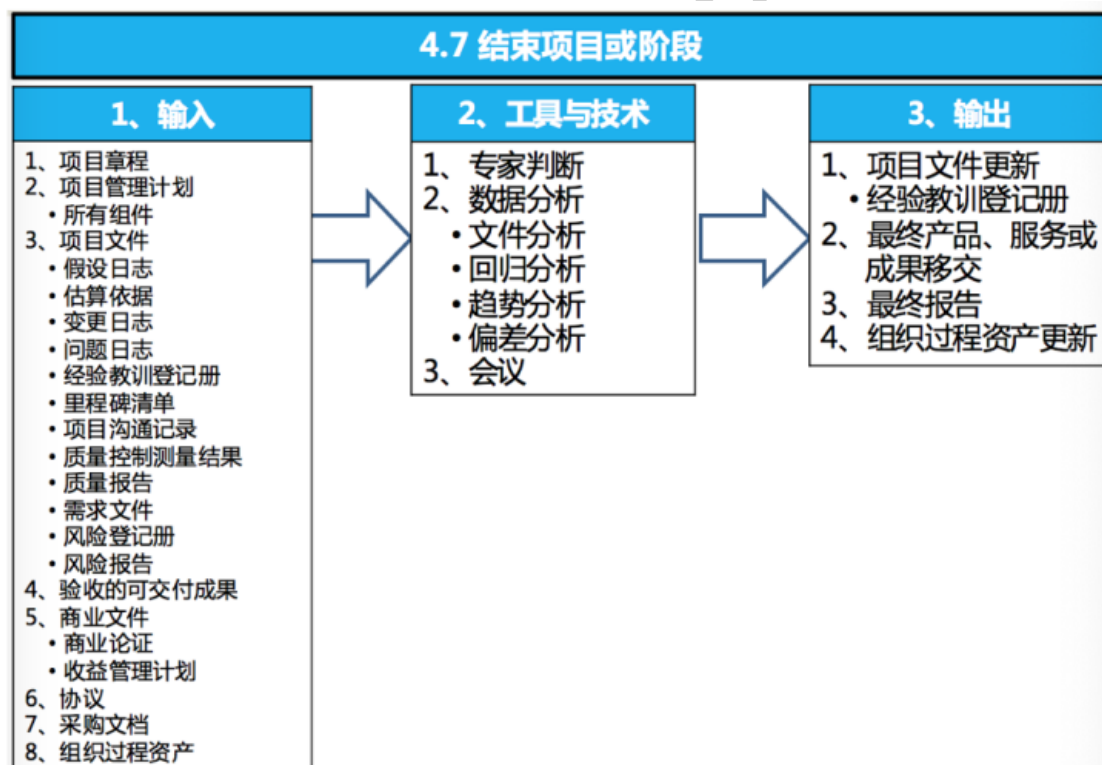 4.7 结束项目或阶段
1、输入
1、项目章程
2、项目管理计划
• 所有组件
3、项目文件
• 假设日志
• 估算依据
• 变更日志
• 问题日志
• 经验教训登记册
• 里程碑清单
• 项目沟通记录
• 质量控制测量结果
• 质量报告
• 需求文件
• 风险登记册
• 风险报告
4、验收的可交付成果
5、商业文件
• 商业论证
• 收益管理计划
6、协议
7、采购文档
8、组织过程资产
2、工具与技术
1、专家判断
2、数据分析
• 文件分析
• 回归分析
• 趋势分析
• 偏差分析
3、会议
3、输出
1、项目文件更新
• 经验教训登记册
2、最终产品、服务或
成果移交
3、最终报告
4、组织过程资产更新